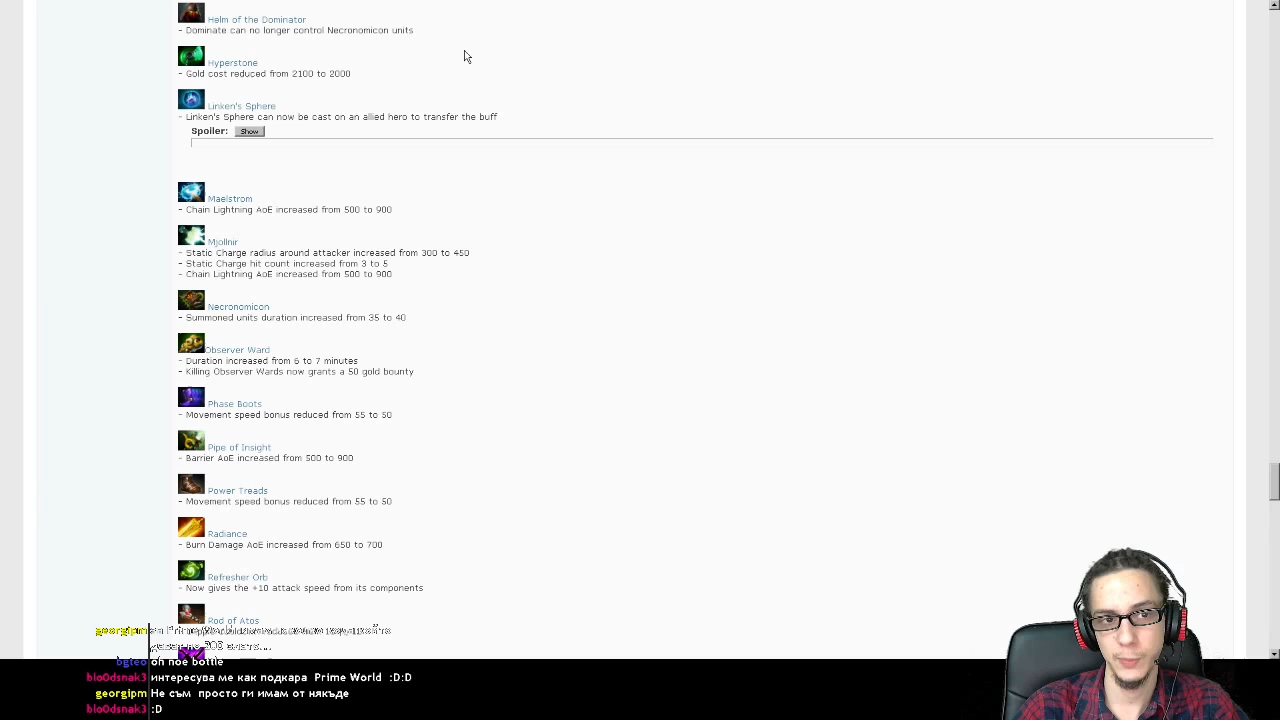 Helm of the Dominator
- Dominate can no longer control Necronomicon units
Hyperstone
- Gold cost reduced from 2100 to 2000
Linken's Sphere
- Linken's Sphere can now be cast on an allied hero to transfer the buff
Spoiler: Show
Maelstrom
- Chain Lightning AoE increased from 500 to 900
Mjollnir
- Static Charge radius around attacker increased from 300 to 450
- Static Charge hit count increased from 3 to 5
- Chain Lightning AoE increased from 500 to 900
Necronomicon
- Summoned units duration increased from 35 to 40
Observer Ward
- Duration increased from 6 to 7 minutes
- Killing Observer Wards now grants a 50 gold bounty
Phase Boots
- Movement speed bonus reduced from 55 to 50
Pipe of Insight
- Barrier AoE increased from 500 to 900
Power Treads
- Movement speed bonus reduced from 55 to 50
Radiance
- Burn Damage AoE increased from 650 to 700
Refresher Orb
- Now gives the +10 attack speed from its components
Rod of Atos
georgipm
bgteo oh noe bottle
blo0dsnak3 интересува ме как подкара Prime World :D:D
georgipm Не съм просто ги имам от някъде
blo0dsnak3 :D